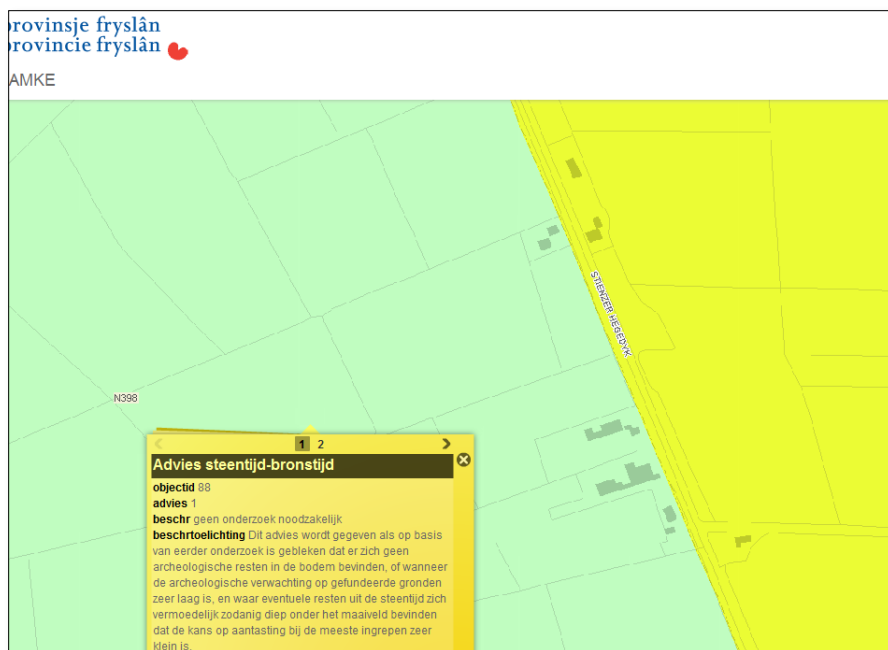 provinsje fryslân
provincie fryslân
AMKE
STIENZER HEGEDYK
N398
1 2
Advies steentijd-bronstijd
objectid 88
advies 1
beschr geen onderzoek noodzakelijk
beschrtoelichting Dit advies wordt gegeven als op basis
van eerder onderzoek is gebleken dat er zich geen
archeologische resten in de bodem bevinden, of wanneer
de archeologische verwachting op gefundeerde gronden
zeer laag is, en waar eventuele resten uit de steentijd zich
vermoedelijk zodanig diep onder het maaiveld bevinden
dat de kans op aantasting bij de meeste ingrepen zeer
klein is.